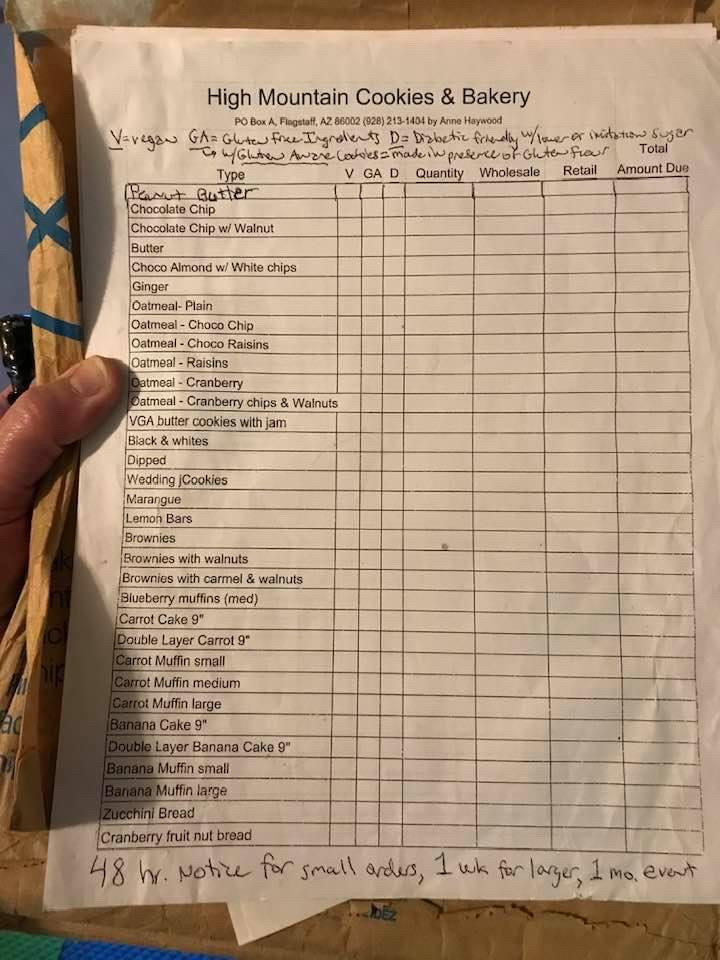 High Mountain Cookies & Bakery
PO Box A, Flagstaff, AZ 86002 (928) 213-1404 by Anne Haywood
V=vegan GA= Gluten free Ingredients D= Diabetic friendly w/lower or imitation sugar
↳ w/Gluten Aware Cookies = made in presence of Gluten flour
Total
Type V GA D Quantity Wholesale Retail Amount Due
Peanut Butter
Chocolate Chip
Chocolate Chip w/ Walnut
Butter
Choco Almond w/ White chips
Ginger
Oatmeal- Plain
Oatmeal - Choco Chip
Oatmeal - Choco Raisins
Oatmeal - Raisins
Oatmeal - Cranberry
Oatmeal - Cranberry chips & Walnuts
VGA butter cookies with jam
Black & whites
Dipped
Wedding jCookies
Marangue
Lemon Bars
Brownies
Brownies with walnuts
Brownies with carmel & walnuts
Blueberry muffins (med)
Carrot Cake 9"
Double Layer Carrot 9"
Carrot Muffin small
Carrot Muffin medium
Carrot Muffin large
Banana Cake 9"
Double Layer Banana Cake 9"
Banana Muffin small
Banana Muffin large
Zucchini Bread
Cranberry fruit nut bread
48 hr. Notice for small orders, 1 wk for larger, 1 mo. event